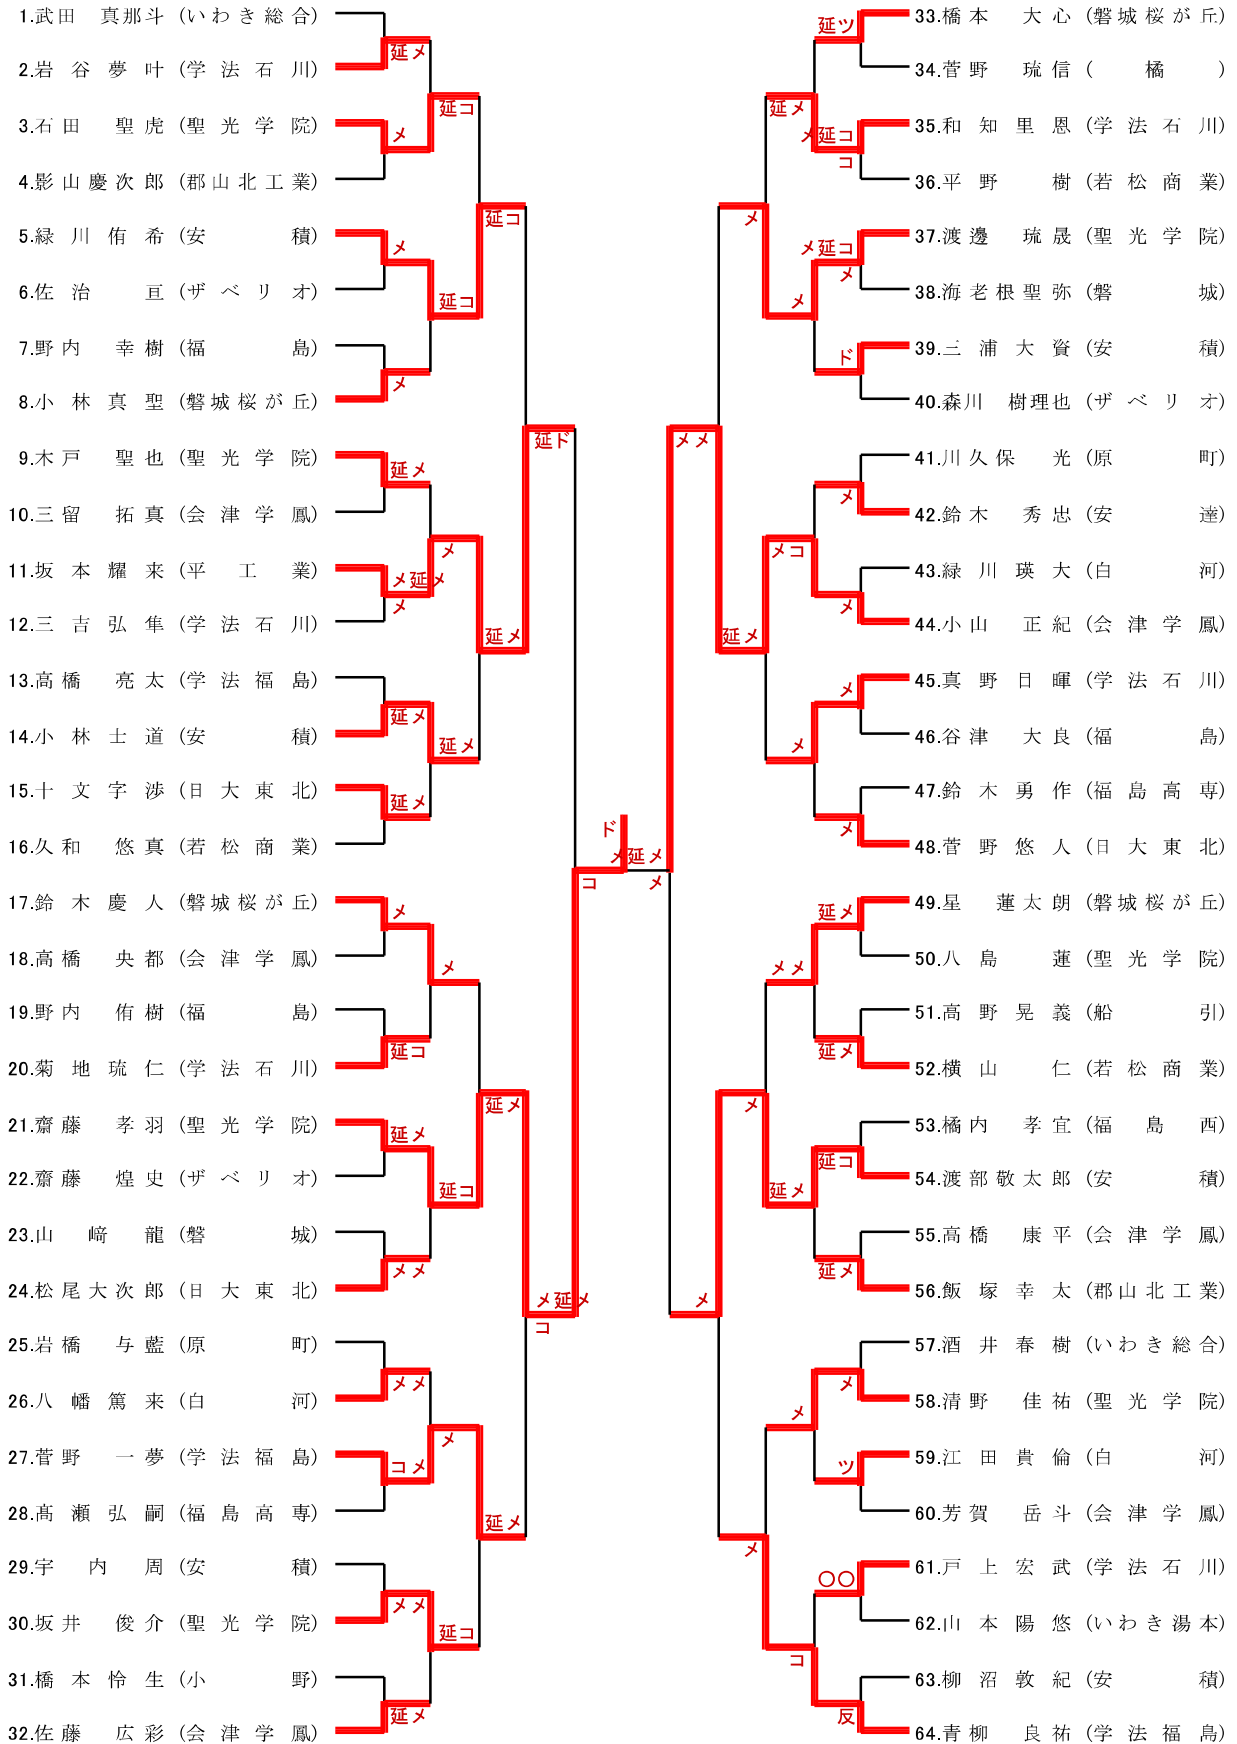 1.武田 真那斗 (いわき総合)
2.岩谷夢叶 (学法石川)
3.石田 聖虎 (聖光学院)
4.影山慶次郎 (郡山北工業)
5.緑川侑希 (安積)
6.佐治 亘 (ザベリオ)
7.野内 幸樹 (福島)
8.小林真聖 (磐城桜が丘)
9.木戸 聖也 (聖光学院)
10.三留 拓真 (会津学鳳)
11.坂本耀来 (平工業)
12.三吉弘隼 (学法石川)
13.高橋 亮太 (学法福島)
14.小林士道 (安積)
15.十文字渉 (日大東北)
16.久和 悠真 (若松商業)
17.鈴木慶人 (磐城桜が丘)
18.高橋 央都 (会津学鳳)
19.野内 侑樹 (福島)
20.菊地琉仁 (学法石川)
21.齋藤 孝羽 (聖光学院)
22.齋藤 煌史 (ザベリオ)
23.山﨑 龍 (磐城)
24.松尾大次郎 (日大東北)
25.岩橋 与藍 (原町)
26.八幡篤来 (白河)
27.菅野 一夢 (学法福島)
28.髙瀬弘嗣 (福島高専)
29.宇内 周 (安積)
30.坂井 俊介 (聖光学院)
31.橋本怜生 (小野)
32.佐藤 広彩 (会津学鳳)
延メ
メ
メ
メ
延メ
メ延メ
メ
延メ
延メ
メ
延コ
延メ
メメ
メメ
コメ
メメ
延メ
延コ
延コ
メ
延メ
メ
延コ
メ
延コ
延コ
延メ
延メ
延メ
延ド
メ延メ
コ
ド
メ延メ
コ
メ
メメ
メ
メ
延メ
メ
メ
延メ
メ
メコ
メ
メメ
延メ
メ
コ
延ツ
メ延コ
コ
メ延コ
メ
ド
メ
メ
メ
メ
延メ
延メ
延コ
延メ
メ
ツ
〇〇
反
33.橋本 大心 (磐城桜が丘)
34.菅野 琉信 (橘)
35.和知里恩 (学法石川)
36.平野 樹 (若松商業)
37.渡邊 琉晟 (聖光学院)
38.海老根聖弥 (磐城)
39.三浦大資 (安積)
40.森川 樹理也 (ザベリオ)
41.川久保 光 (原町)
42.鈴木 秀忠 (安達)
43.緑川瑛大 (白河)
44.小山 正紀 (会津学鳳)
45.真野日暉 (学法石川)
46.谷津 大良 (福島)
47.鈴木勇作 (福島高専)
48.菅野悠人 (日大東北)
49.星 蓮太朗 (磐城桜が丘)
50.八島 蓮 (聖光学院)
51.高野晃義 (船引)
52.横山 仁 (若松商業)
53.橘内 孝宜 (福島西)
54.渡部敬太郎 (安積)
55.高橋 康平 (会津学鳳)
56.飯塚幸太 (郡山北工業)
57.酒井春樹 (いわき総合)
58.清野 佳祐 (聖光学院)
59.江田貴倫 (白河)
60.芳賀 岳斗 (会津学鳳)
61.戸上宏武 (学法石川)
62.山本陽悠 (いわき湯本)
63.柳沼敦紀 (安積)
64.青柳 良祐 (学法福島)